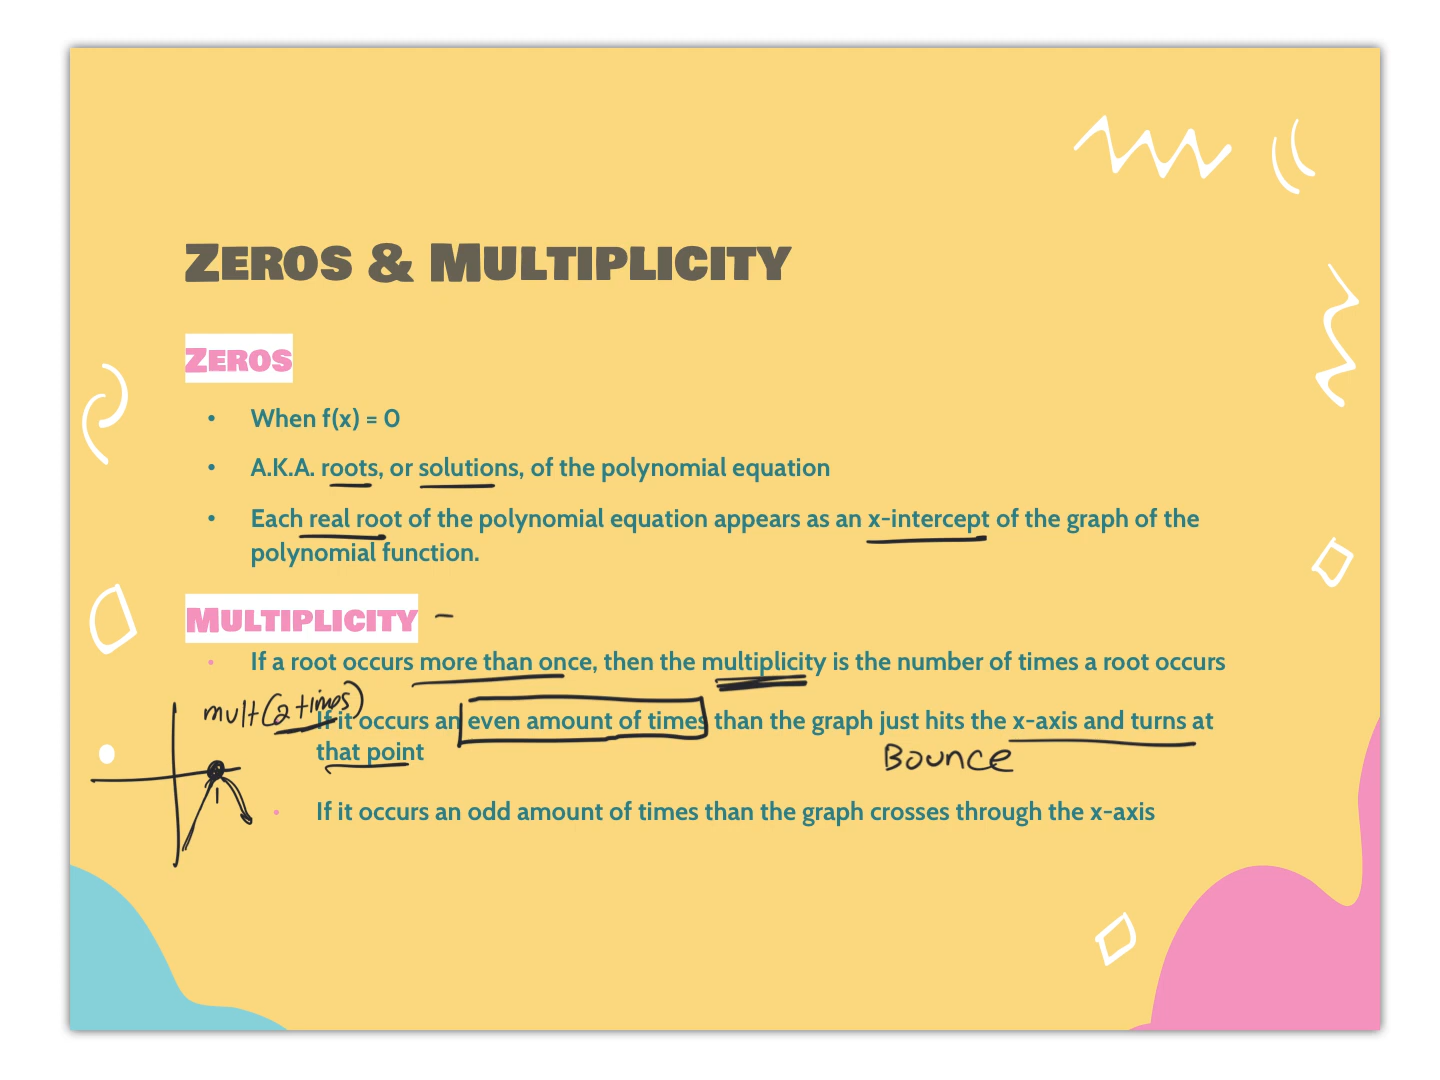 ZEROS & MULTIPLICITY
ZEROS
• When f(x) = 0
• A.K.A. roots, or solutions, of the polynomial equation
• Each real root of the polynomial equation appears as an x-intercept of the graph of the
polynomial function.
MULTIPLICITY –
• If a root occurs more than once, then the multiplicity is the number of times a root occurs
mult(2 times)
If it occurs an even amount of times than the graph just hits the x-axis and turns at
that point
Bounce
1
• If it occurs an odd amount of times than the graph crosses through the x-axis